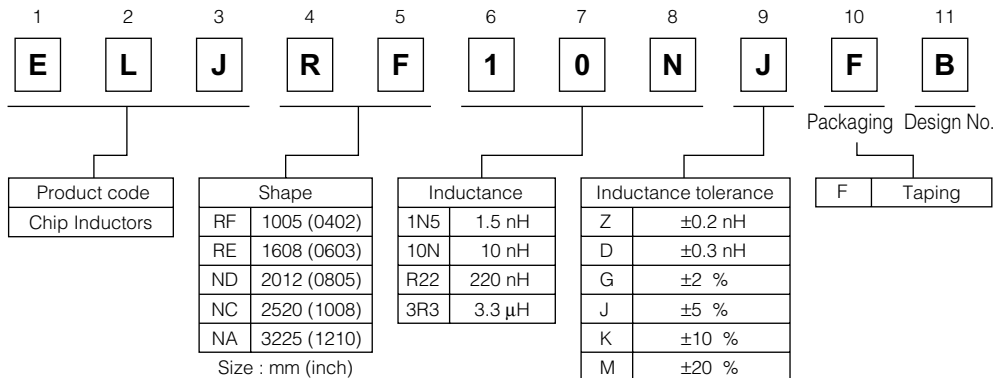 1 2 3 4 5 6 7 8 9 10 11
E L J R F 1 0 N J F B
Packaging Design No.
Product code
Chip Inductors
Shape
RF 1005 (0402)
RE 1608 (0603)
ND 2012 (0805)
NC 2520 (1008)
NA 3225 (1210)
Size : mm (inch)
Inductance
1N5 1.5 nH
10N 10 nH
R22 220 nH
3R3 3.3 μH
Inductance tolerance
Z ±0.2 nH
D ±0.3 nH
G ±2 %
J ±5 %
K ±10 %
M ±20 %
F Taping